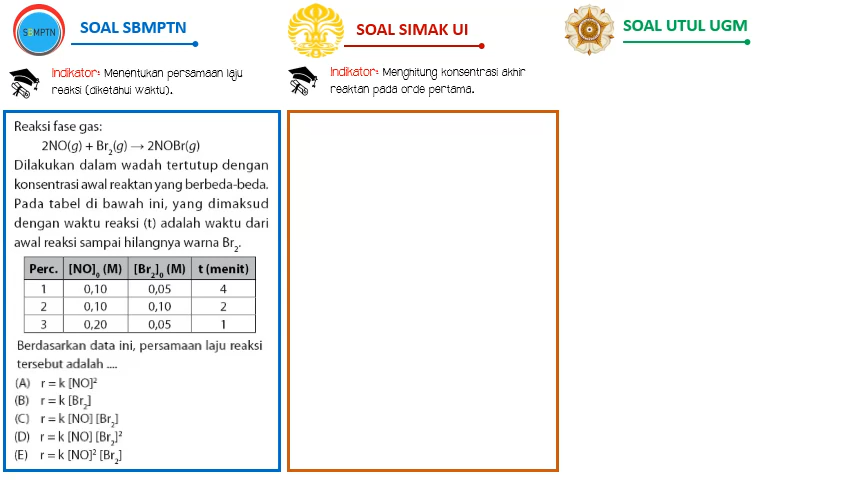 SBMPTN
SOAL SBMPTN
SOAL SIMAK UI
SOAL UTUL UGM
Indikator: Menentukan persamaan laju
reaksi (diketahui waktu).
Indikator: Menghitung konsentrasi akhir
reaktan pada orde pertama.
Reaksi fase gas:
2NO(g) + Br₂(g) → 2NOBr(g)
Dilakukan dalam wadah tertutup dengan
konsentrasi awal reaktan yang berbeda-beda.
Pada tabel di bawah ini, yang dimaksud
dengan waktu reaksi (t) adalah waktu dari
awal reaksi sampai hilangnya warna Br₂.
Perc. [NO]₀ (M) [Br₂]₀ (M) t (menit)
1 0,10 0,05 4
2 0,10 0,10 2
3 0,20 0,05 1
Berdasarkan data ini, persamaan laju reaksi
tersebut adalah ....
(A) r = k [NO]²
(B) r = k [Br₂]
(C) r = k [NO] [Br₂]
(D) r = k [NO] [Br₂]²
(E) r = k [NO]² [Br₂]